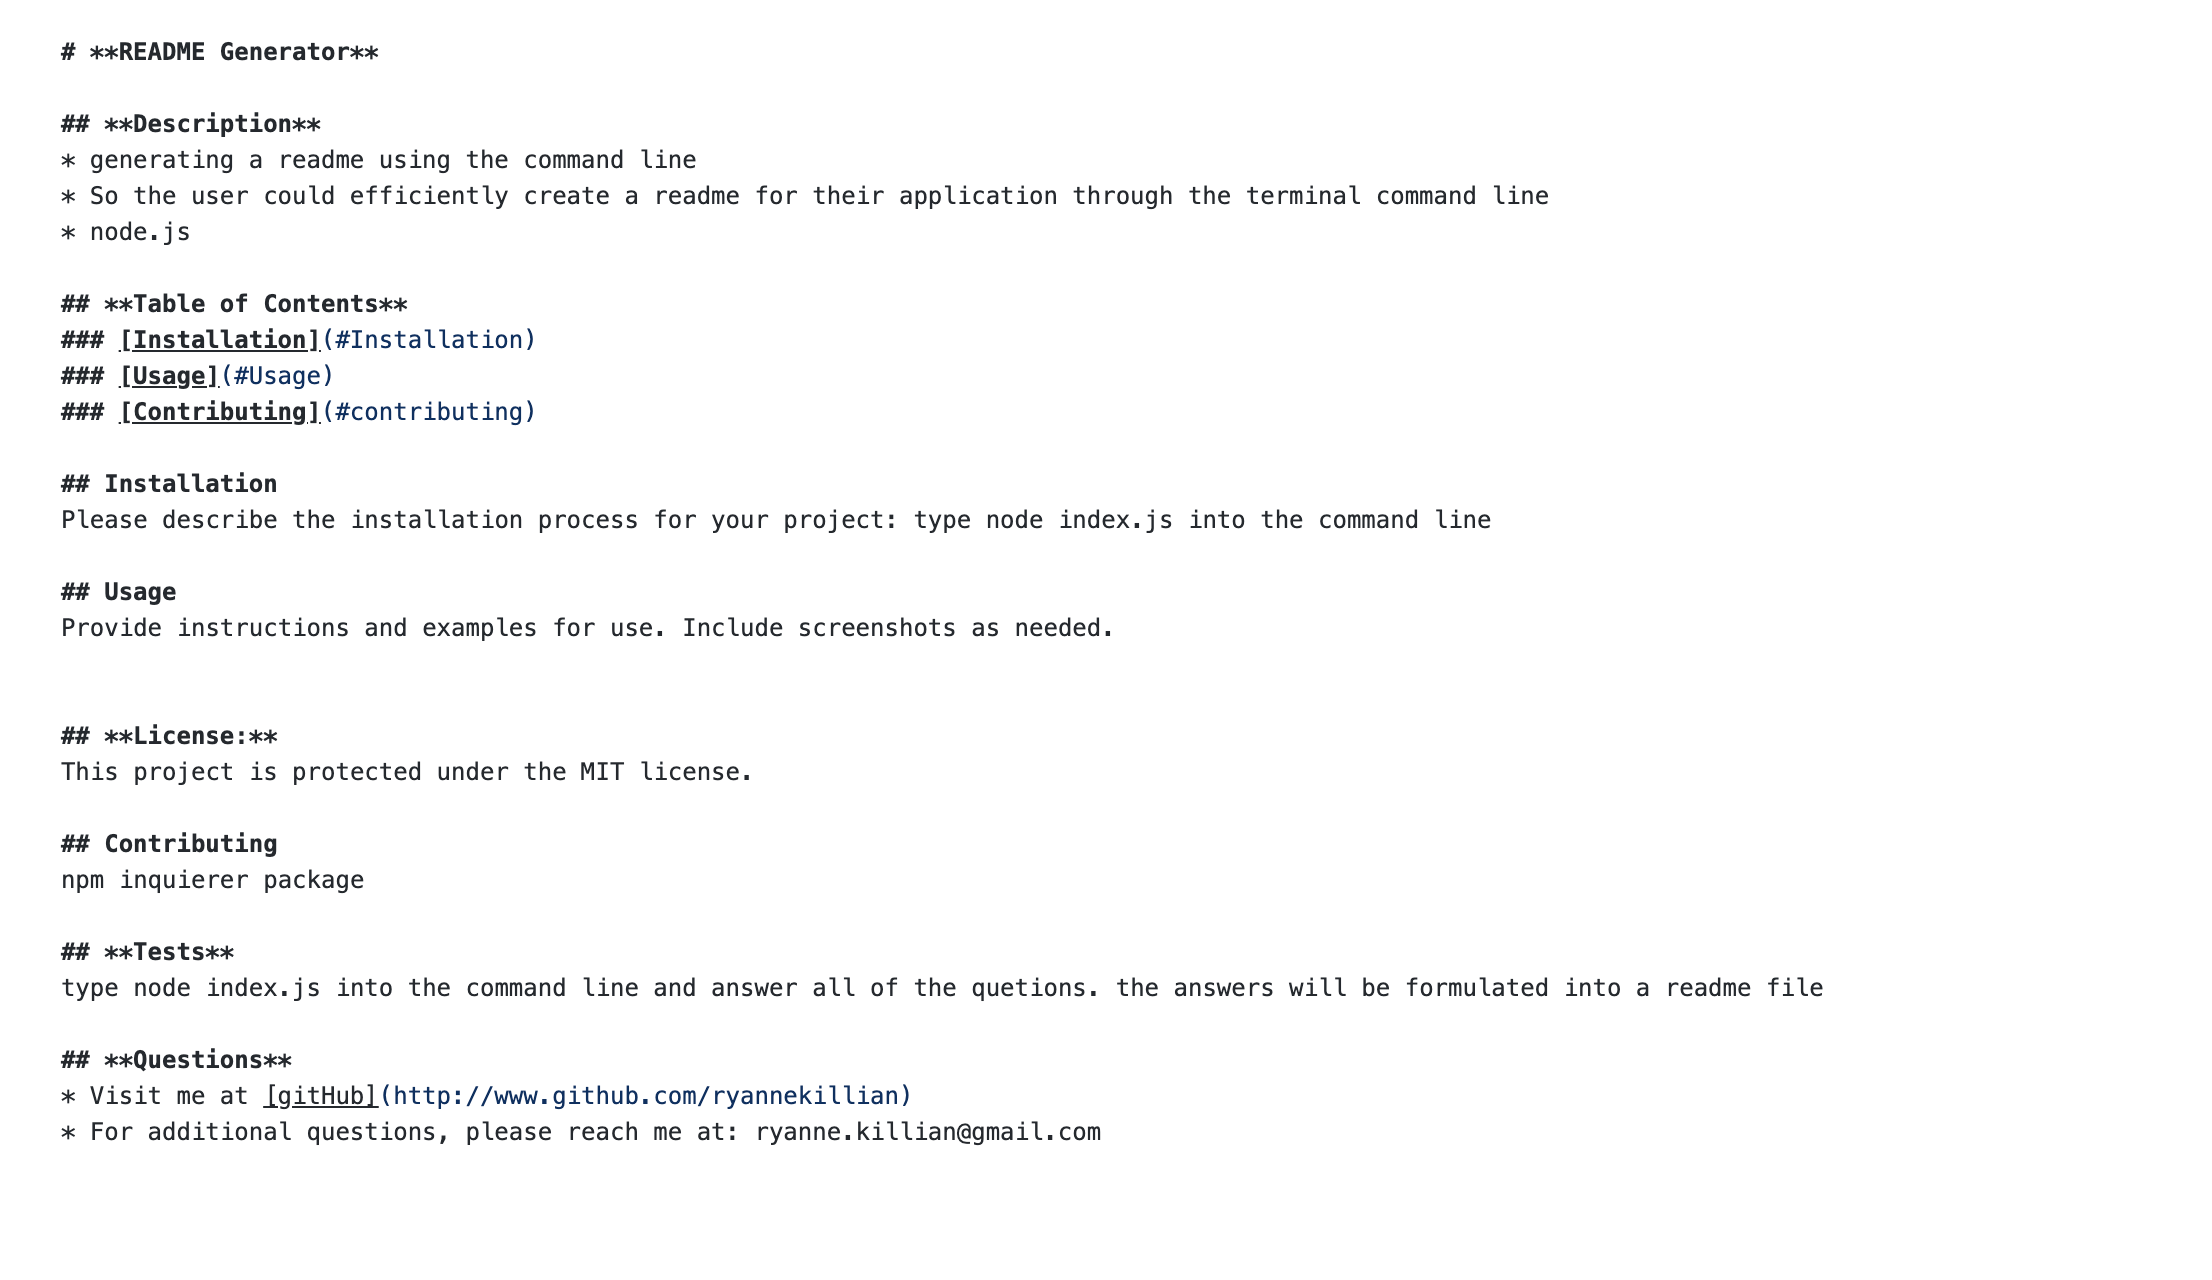 # **README Generator**
## **Description**
* generating a readme using the command line
* So the user could efficiently create a readme for their application through the terminal command line
* node.js
## **Table of Contents**
### [Installation](#Installation)
### [Usage](#Usage)
### [Contributing](#contributing)
## Installation
Please describe the installation process for your project: type node index.js into the command line
## Usage
Provide instructions and examples for use. Include screenshots as needed.
## **License:**
This project is protected under the MIT license.
## Contributing
npm inquierer package
## **Tests**
type node index.js into the command line and answer all of the quetions. the answers will be formulated into a readme file
## **Questions**
* Visit me at [gitHub](http://www.github.com/ryannekillian)
* For additional questions, please reach me at: ryanne.killian@gmail.com